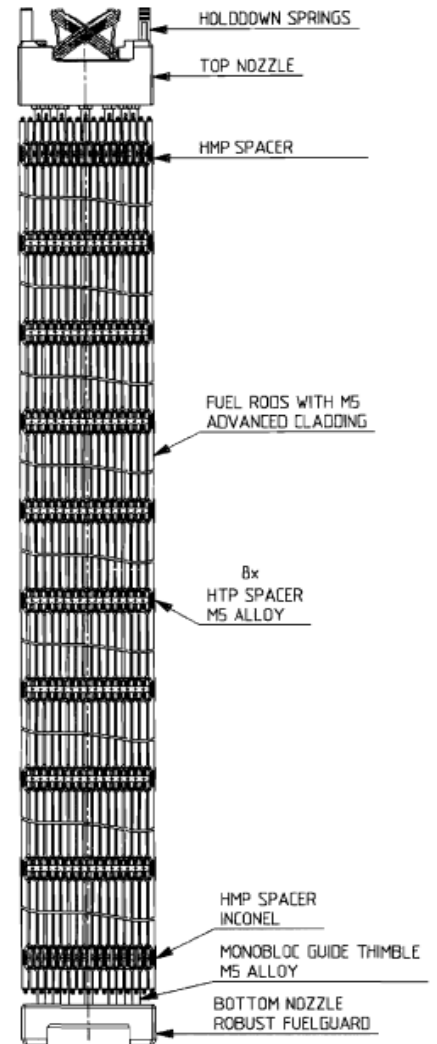 HOLDDOWN SPRINGS
TOP NOZZLE
HMP SPACER
FUEL RODS WITH M5
ADVANCED CLADDING
8x
HTP SPACER
M5 ALLOY
HMP SPACER
INCONEL
MONOBLOC GUIDE THIMBLE
M5 ALLOY
BOTTOM NOZZLE
ROBUST FUELGUARD